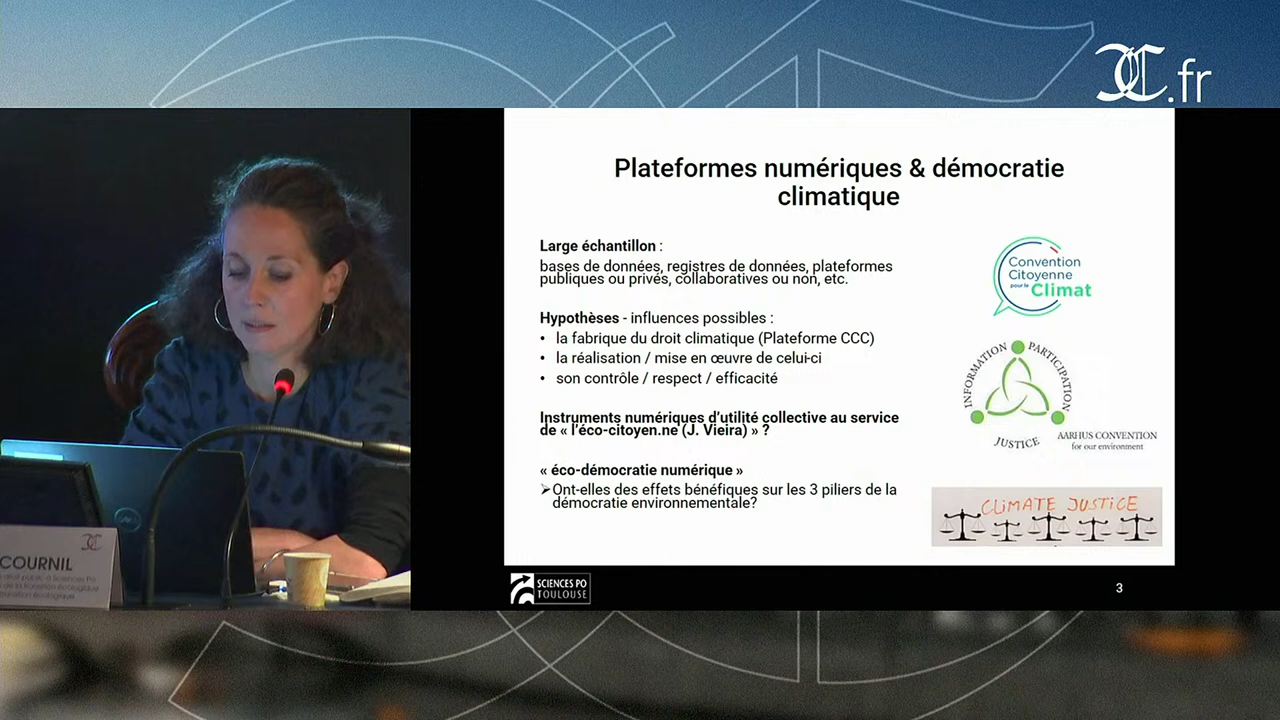 .fr
Plateformes numériques & démocratie
climatique
Large échantillon :
bases de données, registres de données, plateformes
publiques ou privés, collaboratives ou non, etc.
Hypothèses - influences possibles :
• la fabrique du droit climatique (Plateforme CCC)
• la réalisation / mise en œuvre de celui-ci
• son contrôle / respect / efficacité
Instruments numériques d’utilité collective au service
de « l’éco-citoyen.ne (J. Vieira) » ?
« éco-démocratie numérique »
➢Ont-elles des effets bénéfiques sur les 3 piliers de la
démocratie environnementale?
Convention
Citoyenne
pour le Climat
INFORMATION
PARTICIPATION
JUSTICE
AARHUS CONVENTION
for our environment
CLIMATE JUSTICE
SCIENCES PO
TOULOUSE
3
COURNIL
DELL